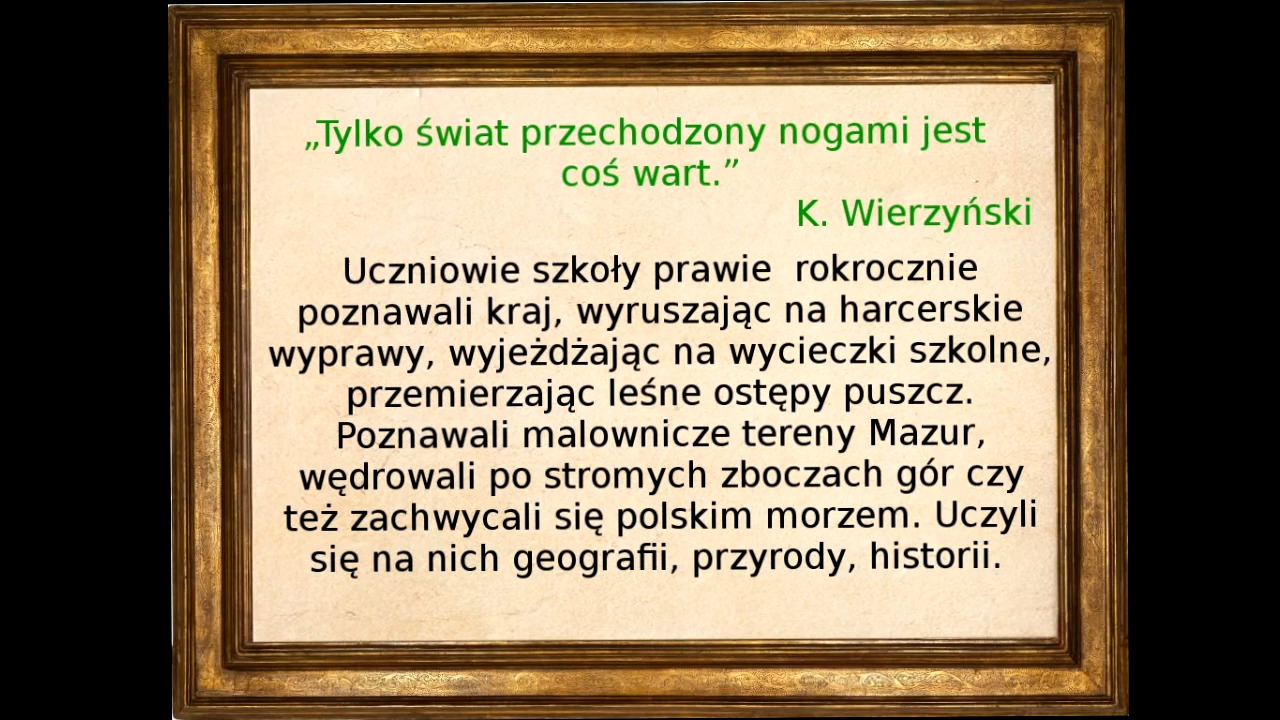 „Tylko świat przechodzony nogami jest
coś wart.”
K. Wierzyński
Uczniowie szkoły prawie rokrocznie
poznawali kraj, wyruszając na harcerskie
wyprawy, wyjeżdżając na wycieczki szkolne,
przemierzając leśne ostępy puszcz.
Poznawali malownicze tereny Mazur,
wędrowali po stromych zboczach gór czy
też zachwycali się polskim morzem. Uczyli
się na nich geografii, przyrody, historii.